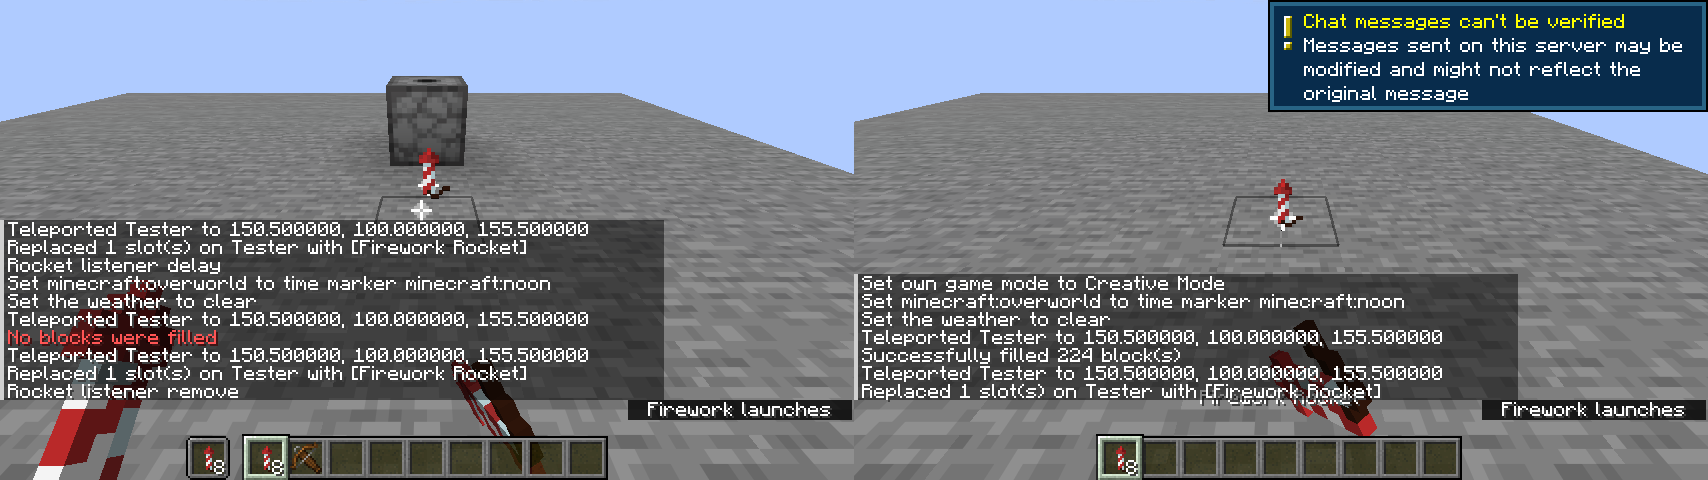 Chat messages can't be verified
Messages sent on this server may be
modified and might not reflect the
original message
Teleported Tester to 150.500000, 100.000000, 155.500000
Replaced 1 slot(s) on Tester with [Firework Rocket]
Rocket listener delay
Set minecraft:overworld to time marker minecraft:noon
Set the weather to clear
Teleported Tester to 150.500000, 100.000000, 155.500000
No blocks were filled
Teleported Tester to 150.500000, 100.000000, 155.500000
Replaced 1 slot(s) on Tester with [Firework Rocket]
Rocket listener remove
Firework launches
8
8
Set own game mode to Creative Mode
Set minecraft:overworld to time marker minecraft:noon
Set the weather to clear
Teleported Tester to 150.500000, 100.000000, 155.500000
Successfully filled 224 block(s)
Teleported Tester to 150.500000, 100.000000, 155.500000
Replaced 1 slot(s) on Tester with [Firework Rocket]
Firework Rocket
Firework launches
8